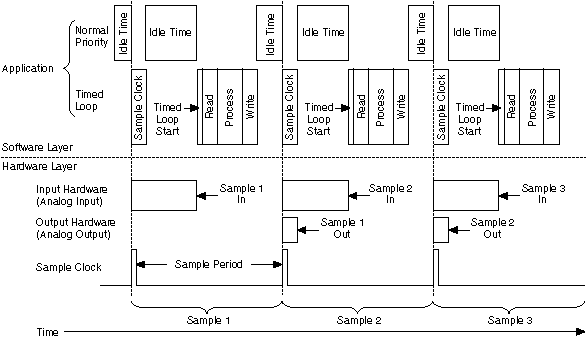 Normal
Priority
Idle Time
Idle Time
Idle Time
Idle Time
Idle Time
Idle Time
Application
Timed
Loop
Sample Clock
Timed
Loop
Start
Read
Process
Write
Sample Clock
Timed
Loop
Start
Read
Process
Write
Sample Clock
Timed
Loop
Start
Read
Process
Write
Software Layer
Hardware Layer
Input Hardware
(Analog Input)
Sample 1
In
Sample 2
In
Sample 3
In
Output Hardware
(Analog Output)
Sample 1
Out
Sample 2
Out
Sample Clock
Sample Period
Sample 1
Sample 2
Sample 3
Time